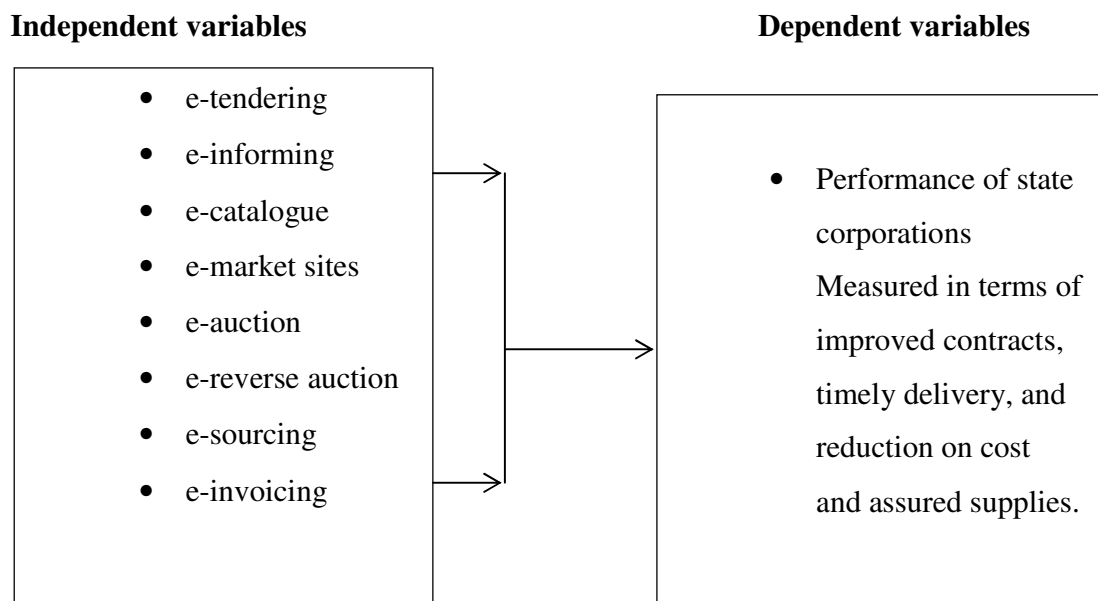 Independent variables
Dependent variables
• e-tendering
• e-informing
• e-catalogue
• e-market sites
• e-auction
• e-reverse auction
• e-sourcing
• e-invoicing
• Performance of state
corporations
Measured in terms of
improved contracts,
timely delivery, and
reduction on cost
and assured supplies.